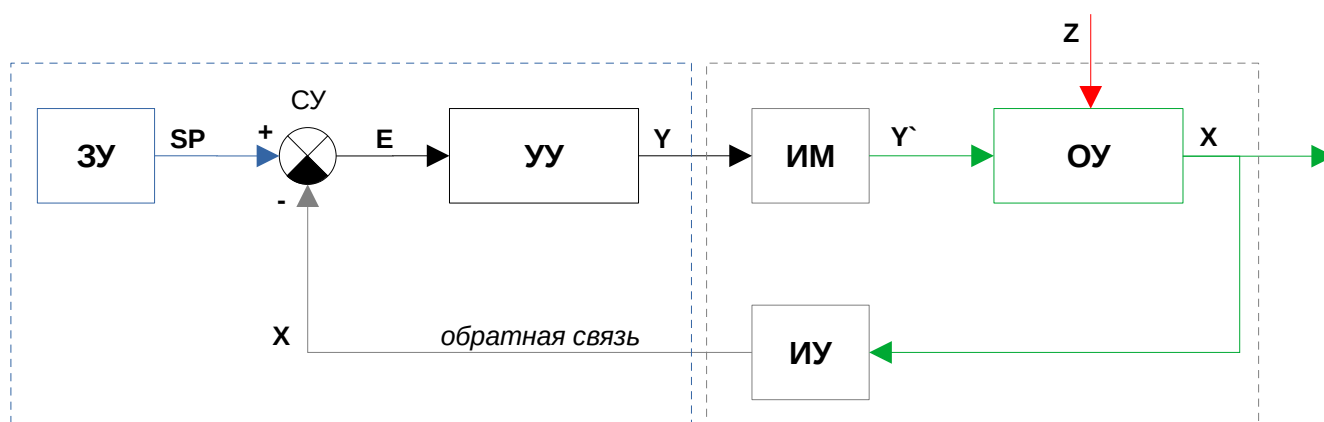 Z
СУ
ЗУ
SP
+
E
УУ
Y
ИМ
Y`
ОУ
X
-
X
обратная связь
ИУ